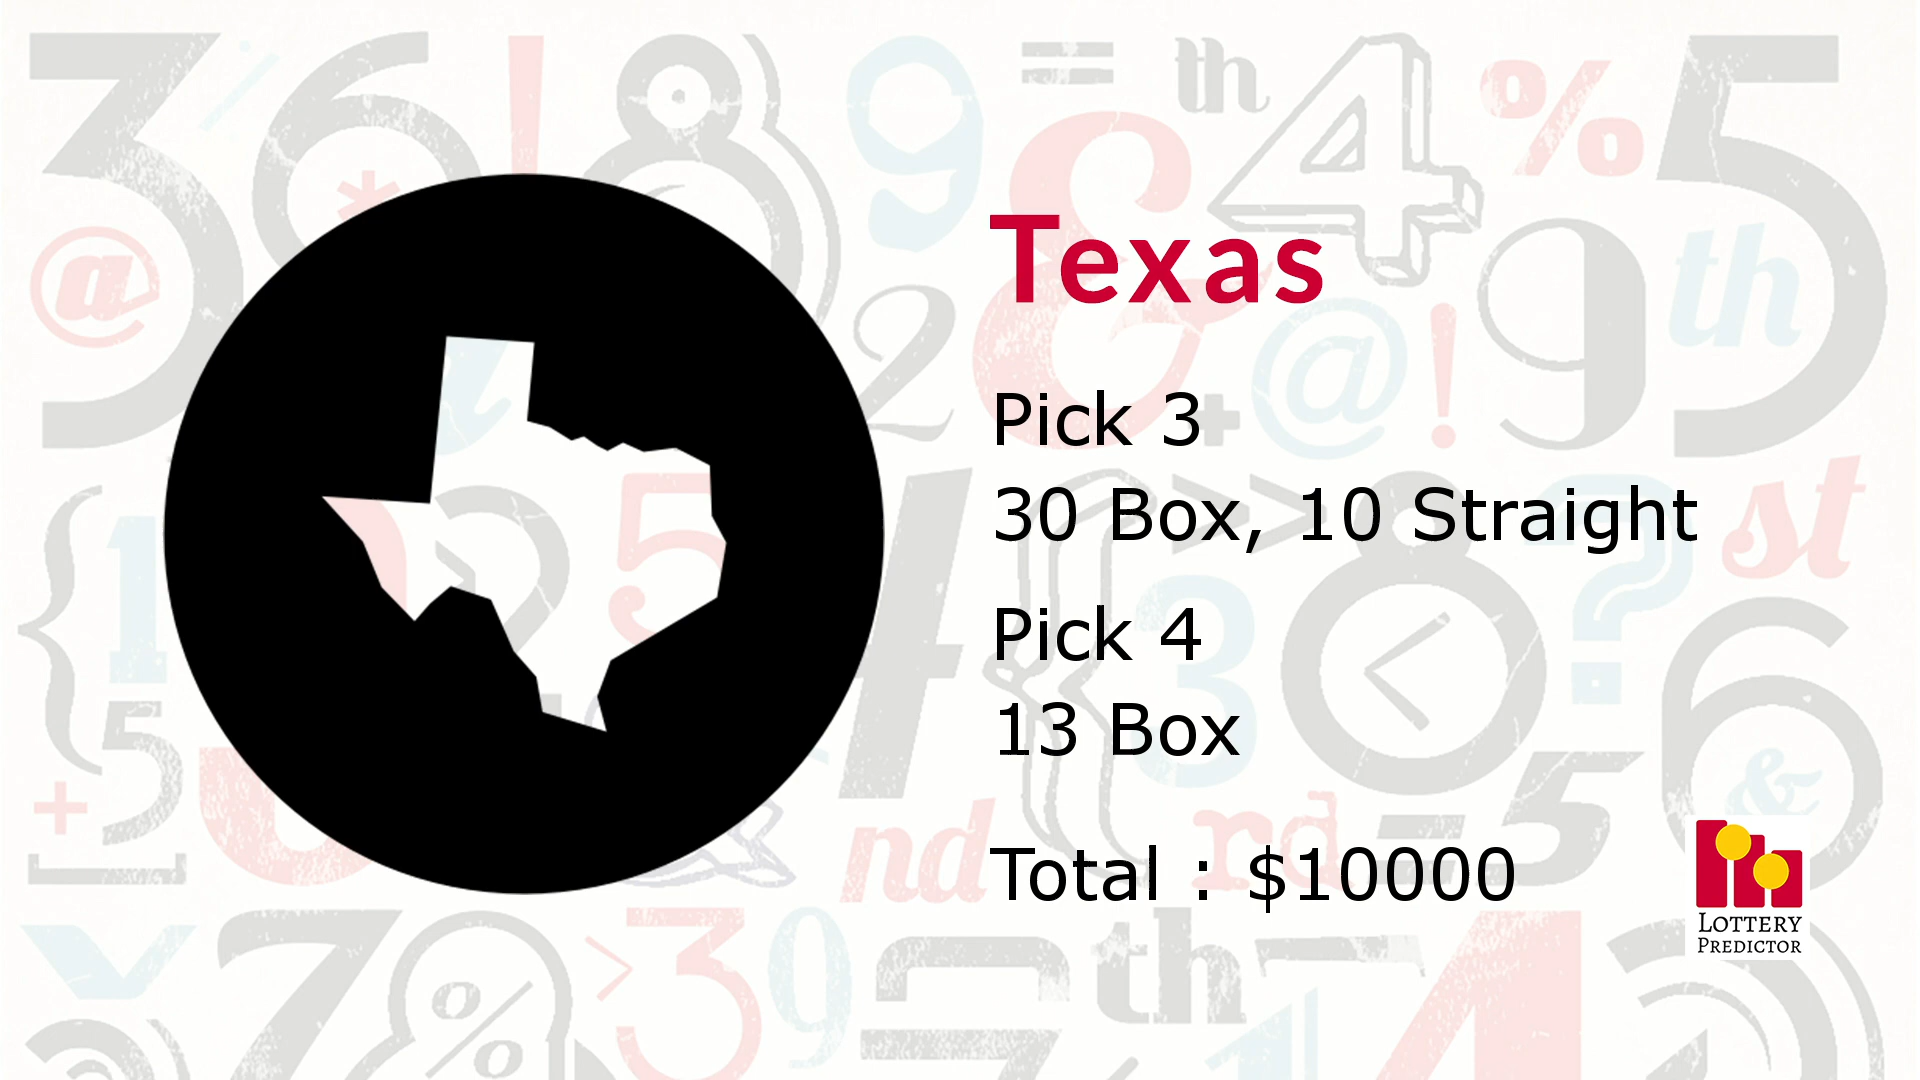 Texas
Pick 3
30 Box, 10 Straight
Pick 4
13 Box
Total : $10000
LOTTERY
PREDICTOR